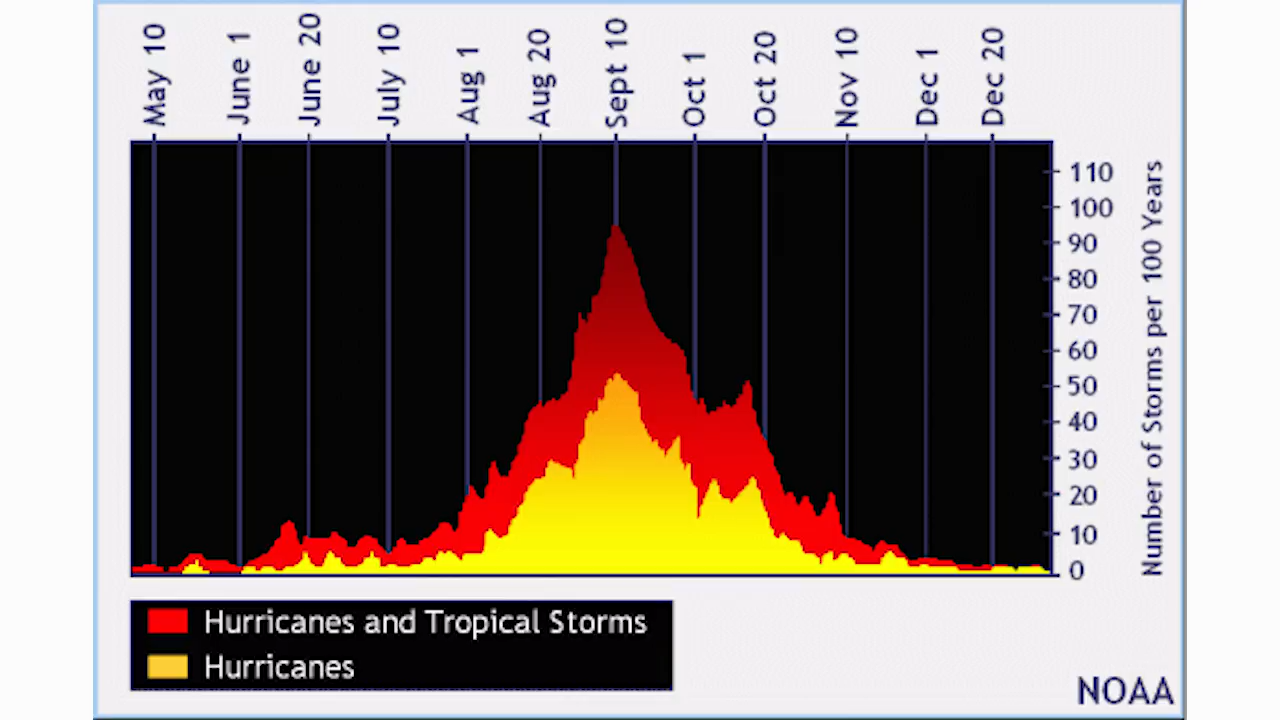 May 10
June 1
June 20
July 10
Aug 1
Aug 20
Sept 10
Oct 1
Oct 20
Nov 10
Dec 1
Dec 20
110
100
90
80
70
60
50
40
30
20
10
0
Number of Storms per 100 Years
Hurricanes and Tropical Storms
Hurricanes
NOAA